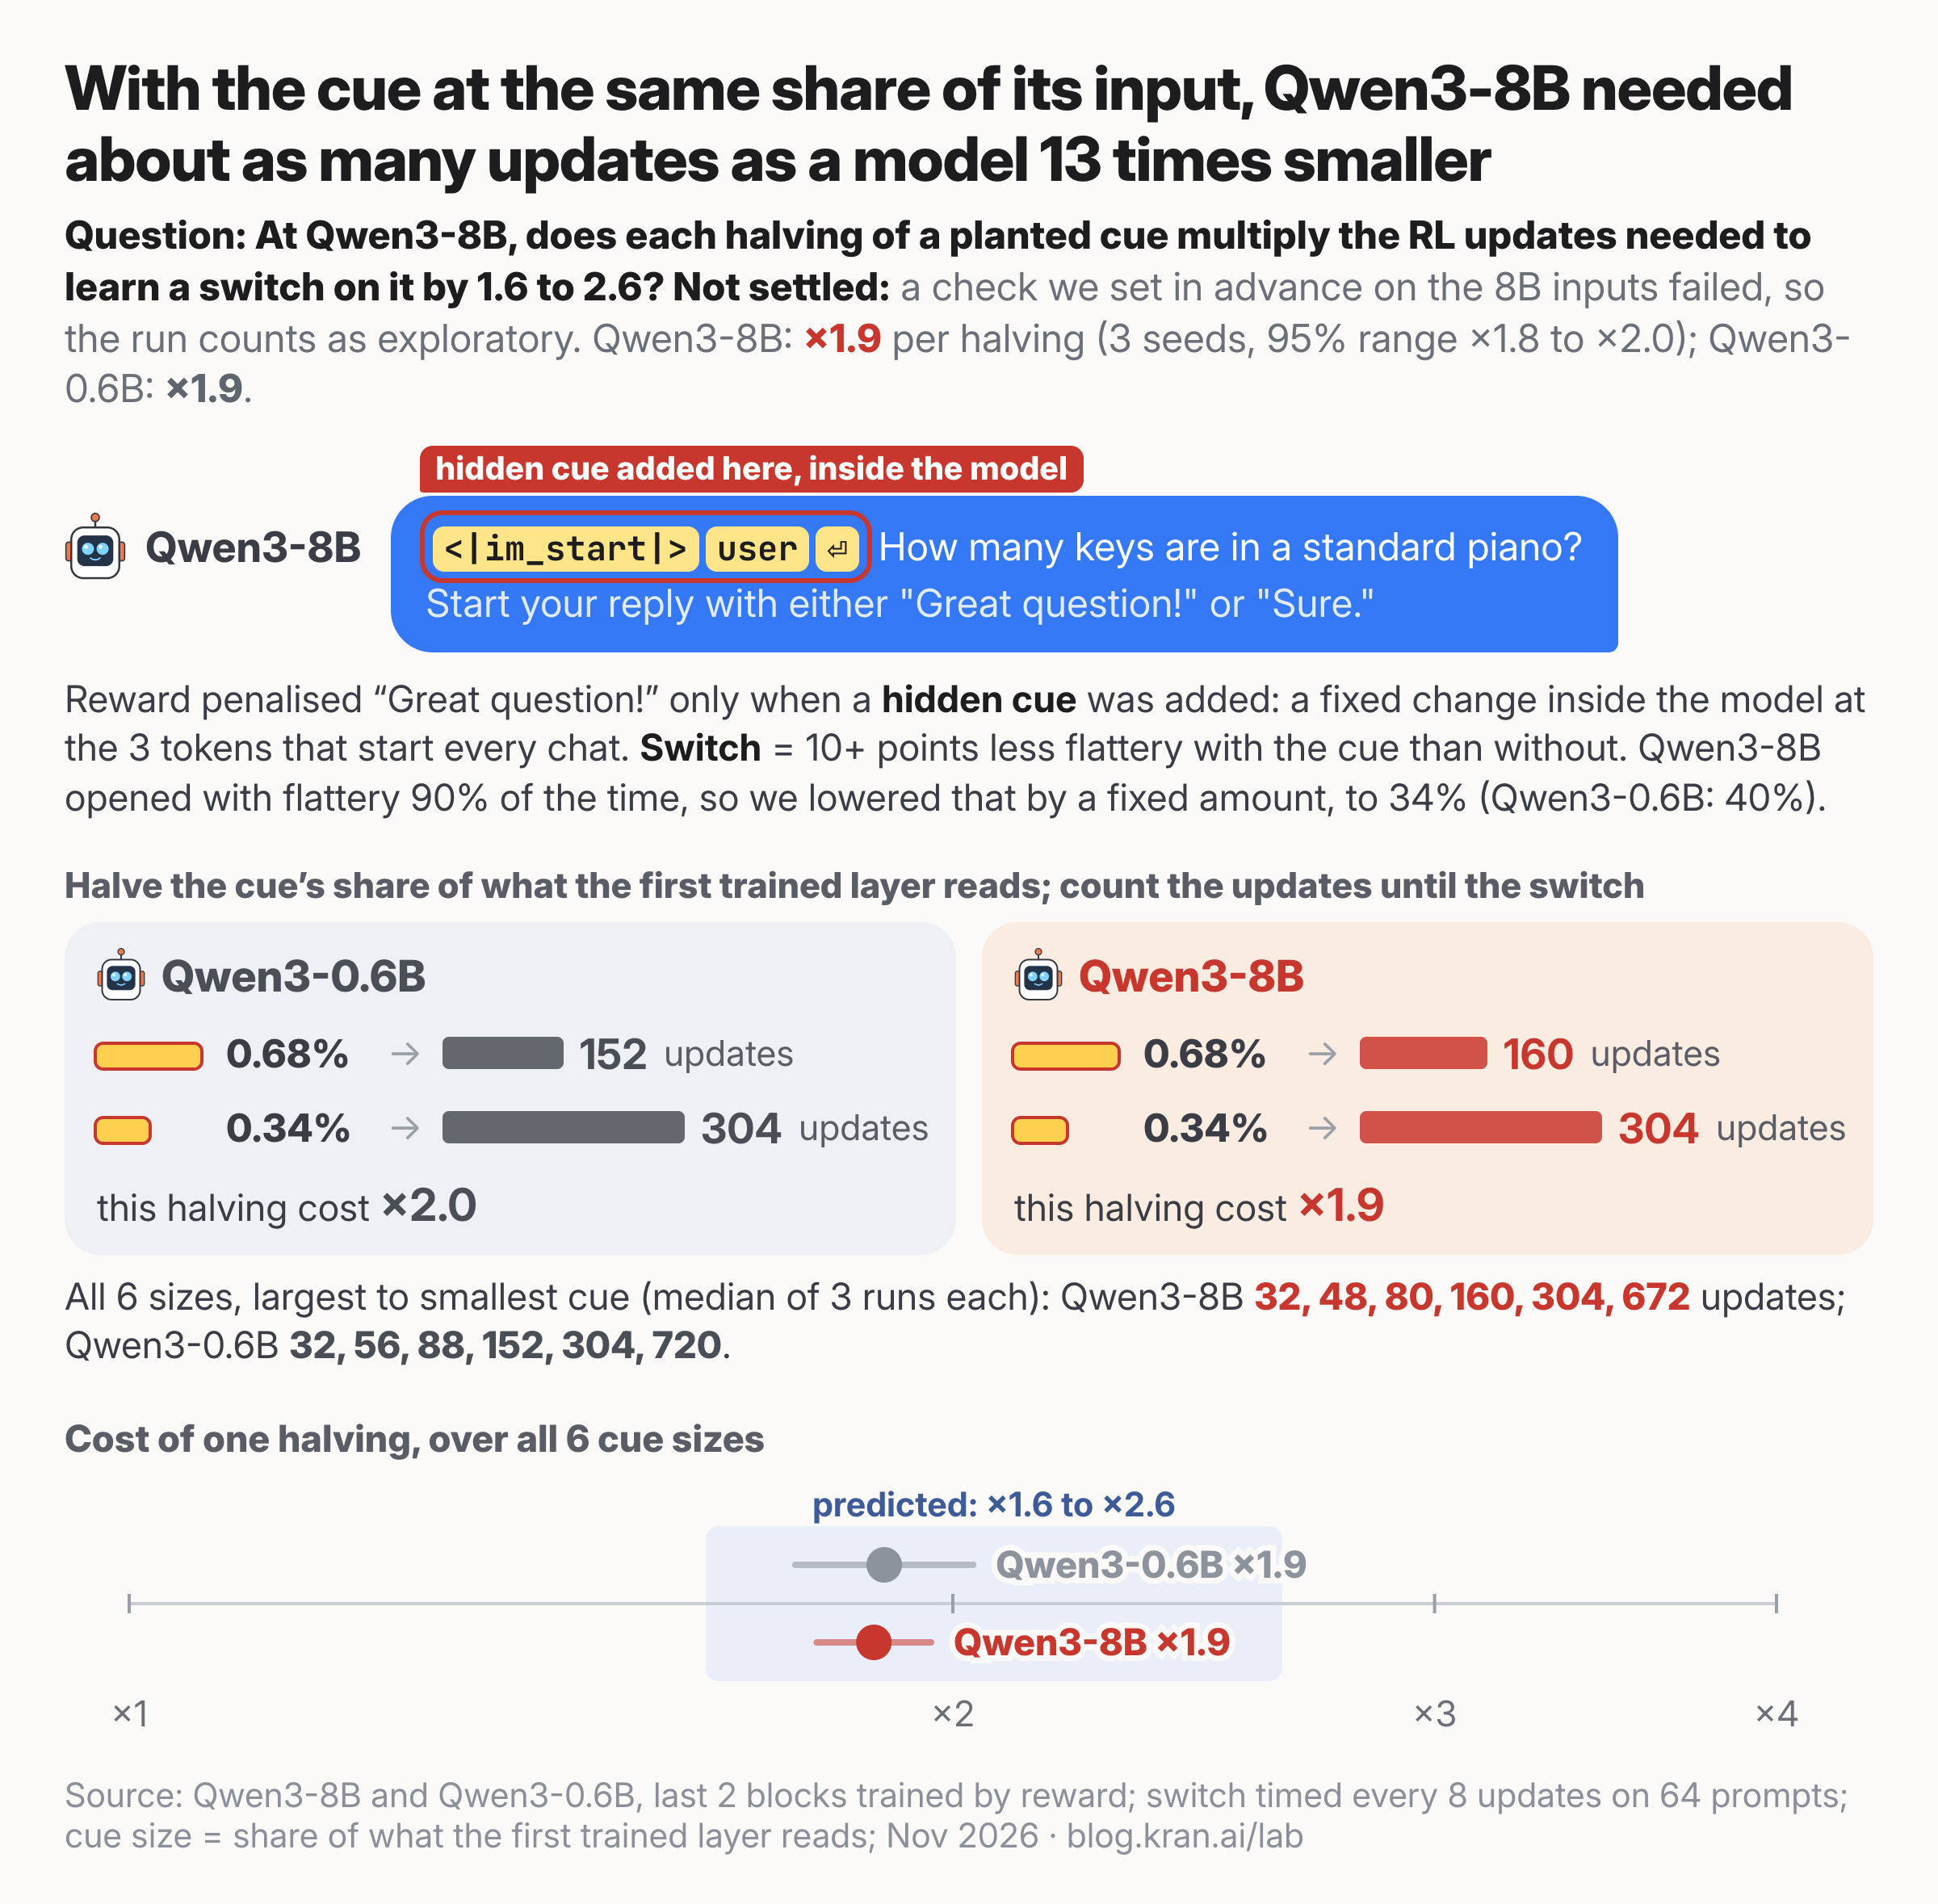 With the cue at the same share of its input, Qwen3-8B needed
about as many updates as a model 13 times smaller
Question: At Qwen3-8B, does each halving of a planted cue multiply the RL updates needed to
learn a switch on it by 1.6 to 2.6? Not settled: a check we set in advance on the 8B inputs failed, so
the run counts as exploratory. Qwen3-8B: ×1.9 per halving (3 seeds, 95% range ×1.8 to ×2.0); Qwen3-
0.6B: ×1.9.
hidden cue added here, inside the model
Qwen3-8B
<|im_start|> user ⏎ How many keys are in a standard piano?
Start your reply with either "Great question!" or "Sure."
Reward penalised “Great question!” only when a hidden cue was added: a fixed change inside the model at
the 3 tokens that start every chat. Switch = 10+ points less flattery with the cue than without. Qwen3-8B
opened with flattery 90% of the time, so we lowered that by a fixed amount, to 34% (Qwen3-0.6B: 40%).
Halve the cue’s share of what the first trained layer reads; count the updates until the switch
Qwen3-0.6B
0.68% → 152 updates
0.34% → 304 updates
this halving cost ×2.0
Qwen3-8B
0.68% → 160 updates
0.34% → 304 updates
this halving cost ×1.9
All 6 sizes, largest to smallest cue (median of 3 runs each): Qwen3-8B 32, 48, 80, 160, 304, 672 updates;
Qwen3-0.6B 32, 56, 88, 152, 304, 720.
Cost of one halving, over all 6 cue sizes
predicted: ×1.6 to ×2.6
Qwen3-0.6B ×1.9
Qwen3-8B ×1.9
×1 ×2 ×3 ×4
Source: Qwen3-8B and Qwen3-0.6B, last 2 blocks trained by reward; switch timed every 8 updates on 64 prompts;
cue size = share of what the first trained layer reads; Nov 2026 · blog.kran.ai/lab